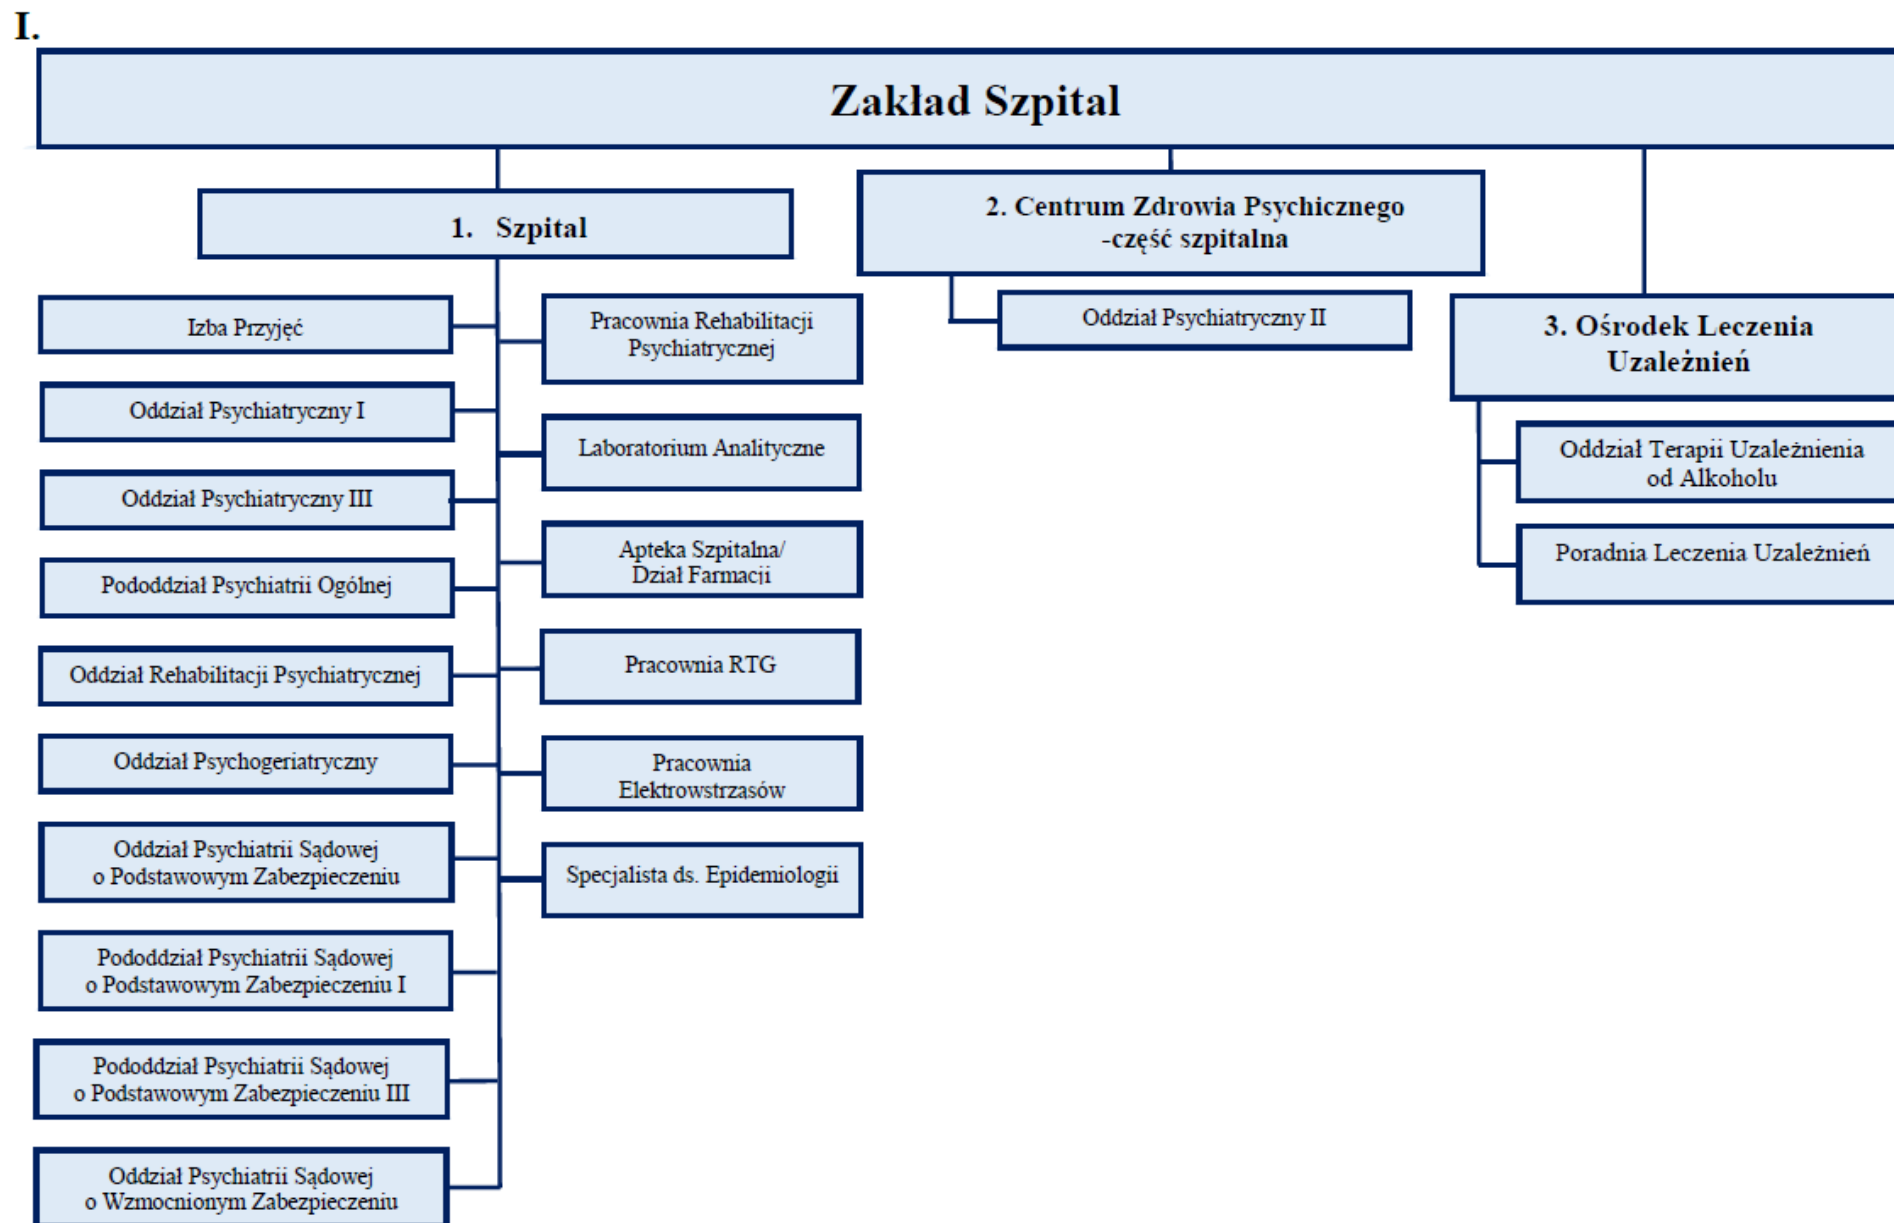 I.
Zakład Szpital
1. Szpital
2. Centrum Zdrowia Psychicznego
-część szpitalna
3. Ośrodek Leczenia
Uzależnień
Izba Przyjęć
Oddział Psychiatryczny I
Oddział Psychiatryczny III
Pododdział Psychiatrii Ogólnej
Oddział Rehabilitacji Psychiatrycznej
Oddział Psychogeriatryczny
Oddział Psychiatrii Sądowej
o Podstawowym Zabezpieczeniu
Pododdział Psychiatrii Sądowej
o Podstawowym Zabezpieczeniu I
Pododdział Psychiatrii Sądowej
o Podstawowym Zabezpieczeniu III
Oddział Psychiatrii Sądowej
o Wzmocnionym Zabezpieczeniu
Pracownia Rehabilitacji
Psychiatrycznej
Laboratorium Analityczne
Apteka Szpitalna/
Dział Farmacji
Pracownia RTG
Pracownia
Elektrowstrząsów
Specjalista ds. Epidemiologii
Oddział Psychiatryczny II
Oddział Terapii Uzależnienia
od Alkoholu
Poradnia Leczenia Uzależnień